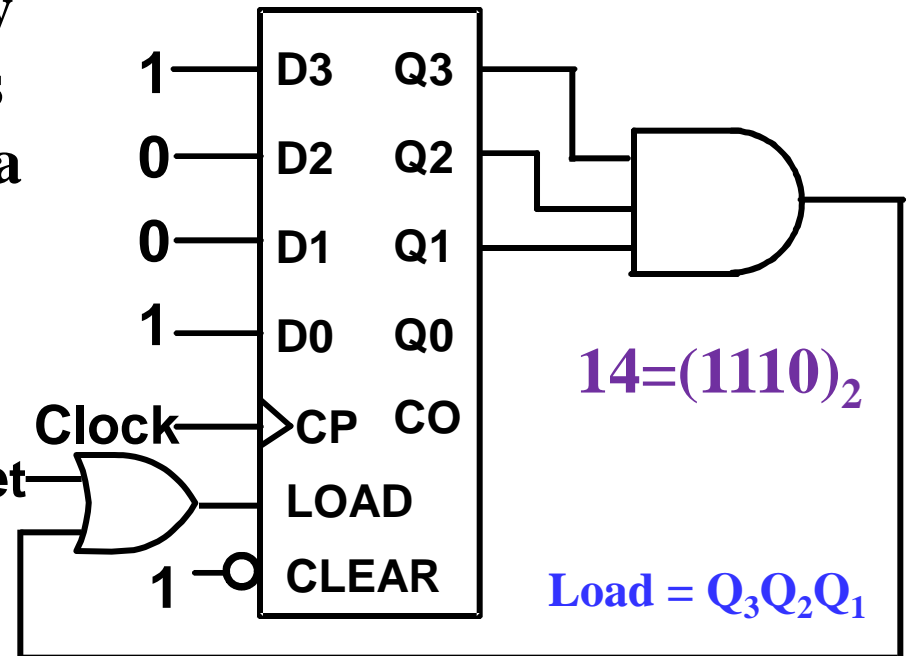 1 D3 Q3
0 D2 Q2
a
0 D1 Q1
1 D0 Q0
14=(1110)₂
Clock CP CO
et LOAD
1 CLEAR
Load = Q₃Q₂Q₁